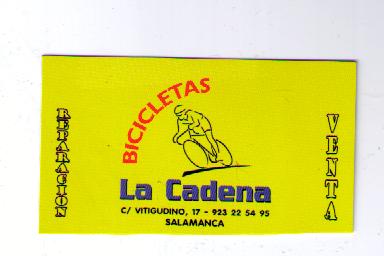 BICICLETAS
REPARACION
VENTA
La Cadena
C/ VITIGUDINO, 17 - 923 22 54 95
SALAMANCA